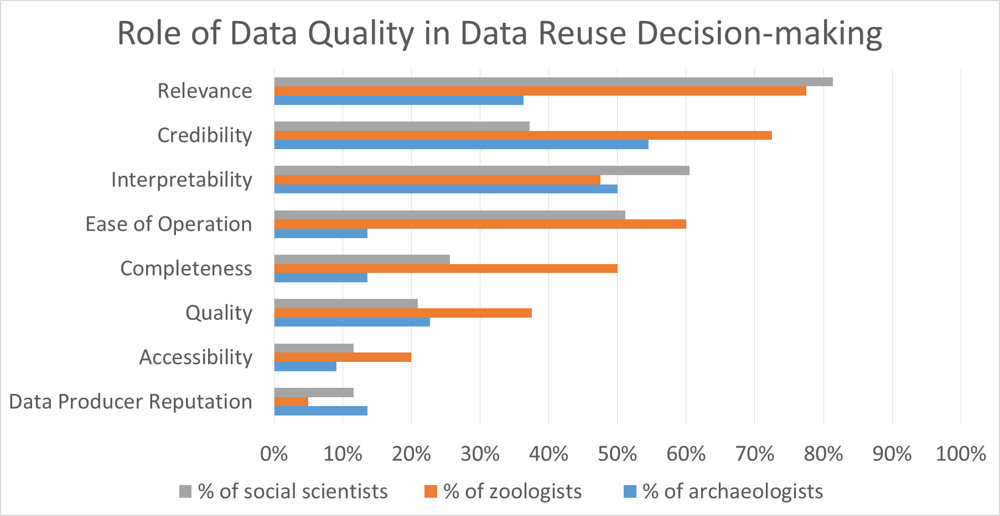 Role of Data Quality in Data Reuse Decision-making
Relevance
Credibility
Interpretability
Ease of Operation
Completeness
Quality
Accessibility
Data Producer Reputation
0% 10% 20% 30% 40% 50% 60% 70% 80% 90% 100%
% of social scientists % of zoologists % of archaeologists